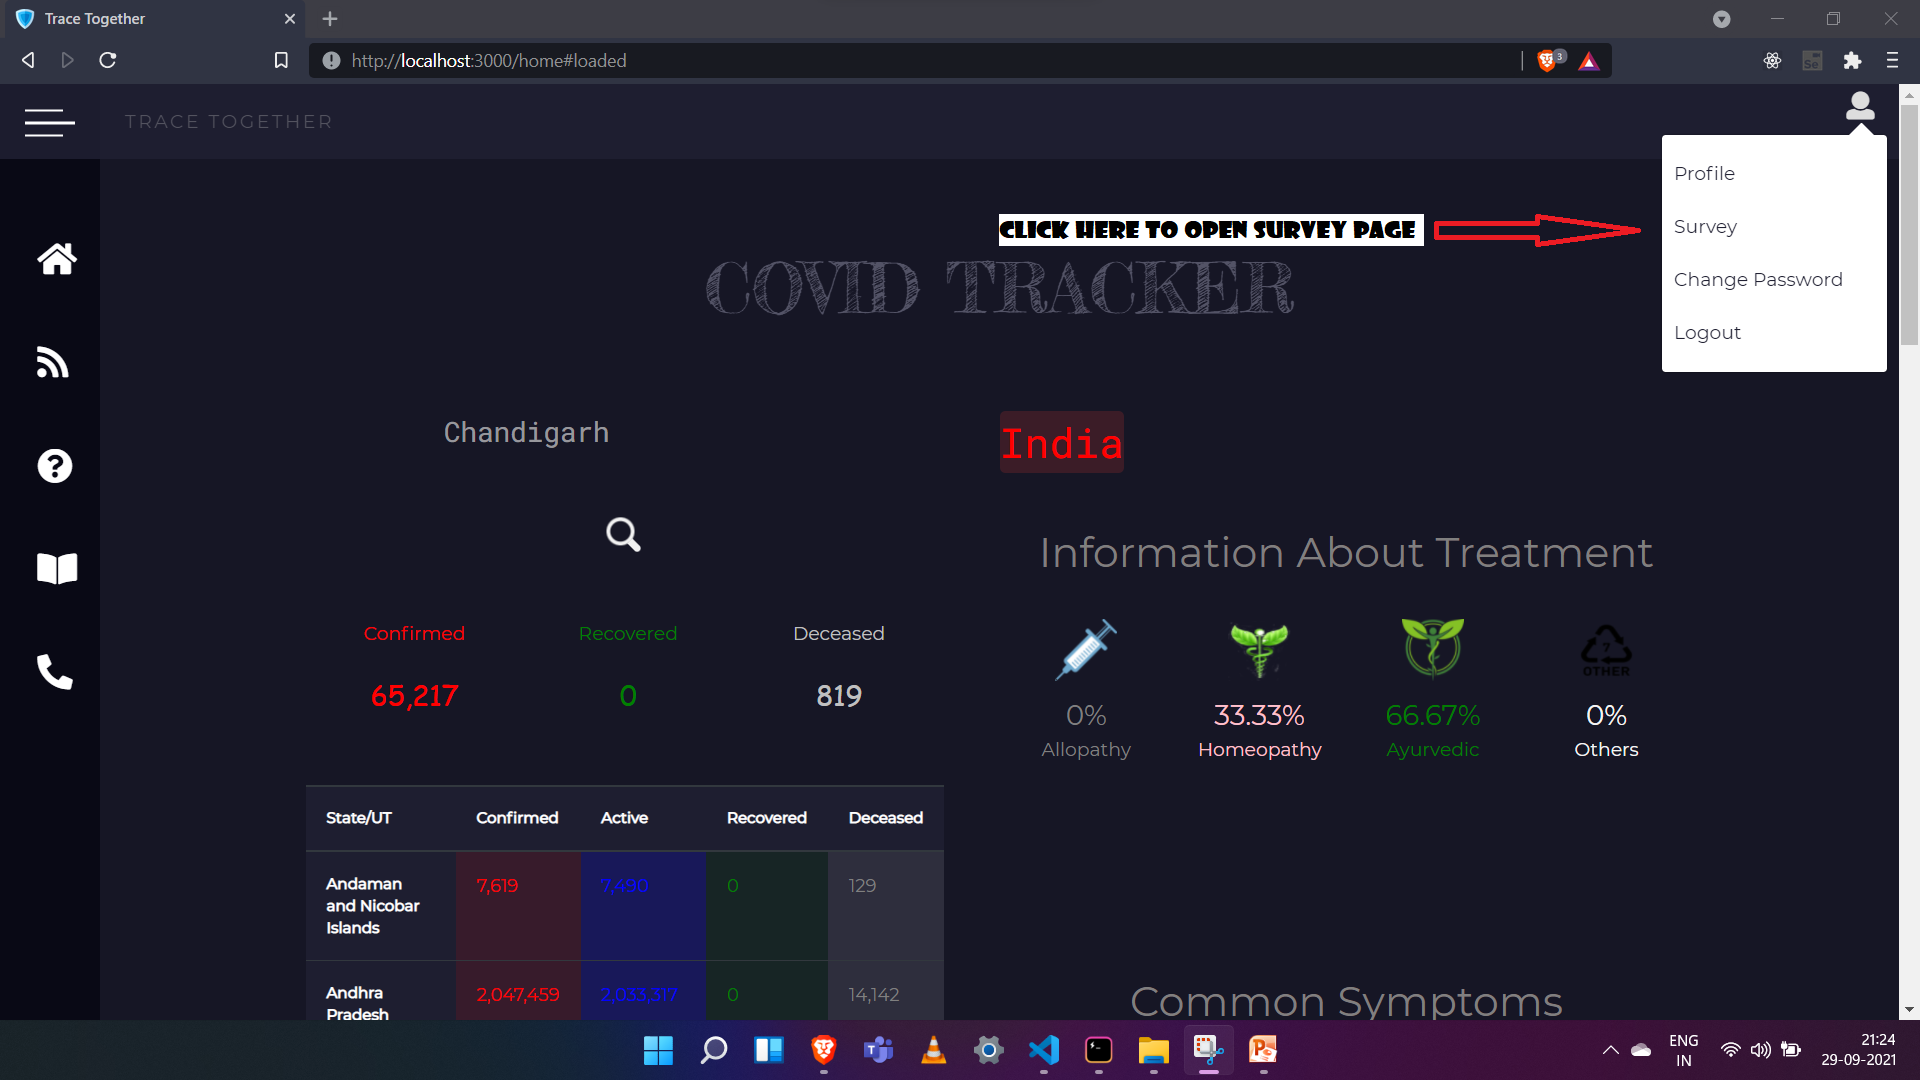 Trace Together
http://localhost:3000/home#loaded
3
Se
TRACE TOGETHER
Profile
CLICK HERE TO OPEN SURVEY PAGE
Survey
COVID TRACKER
Change Password
Logout
Chandigarh
India
Information About Treatment
Confirmed Recovered Deceased
65,217 0 819
7
OTHER
0% 33.33% 66.67% 0%
Allopathy Homeopathy Ayurvedic Others
State/UT Confirmed Active Recovered Deceased
Andaman 7,619 7,490 0 129
and Nicobar
Islands
Andhra 2,047,459 2,033,317 0 14,142
Pradesh
Common Symptoms
ENG
IN
21:24
29-09-2021